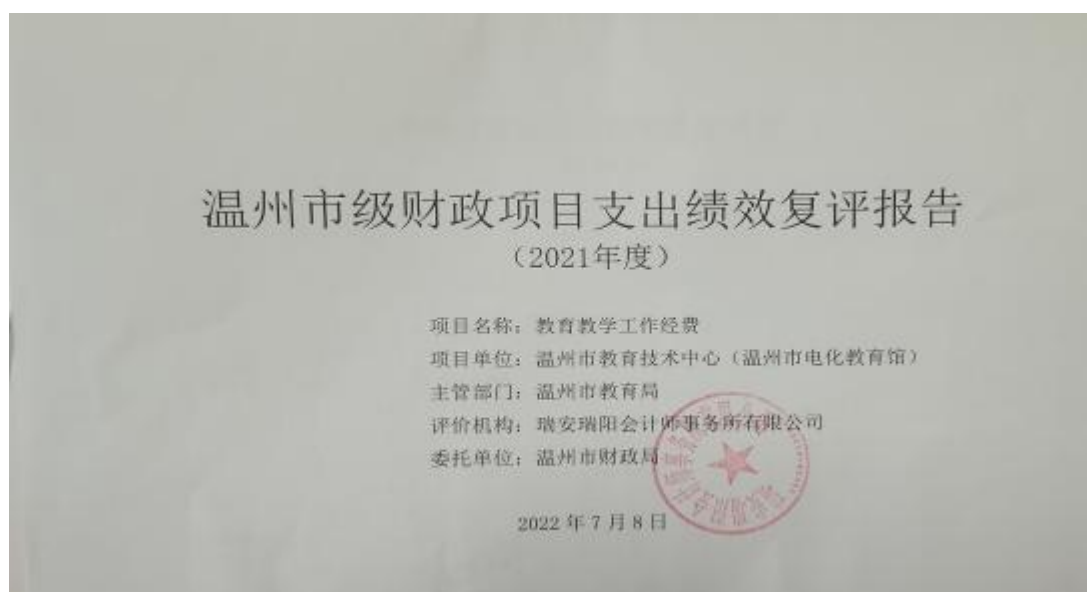 温州市级财政项目支出绩效复评报告
（2021年度）
项目名称：教育教学工作经费
项目单位：温州市教育技术中心（温州市电化教育馆）
主管部门：温州市教育局
评价机构：瑞安瑞阳会计师事务所有限公司
委托单位：温州市财政局
2022年7月8日